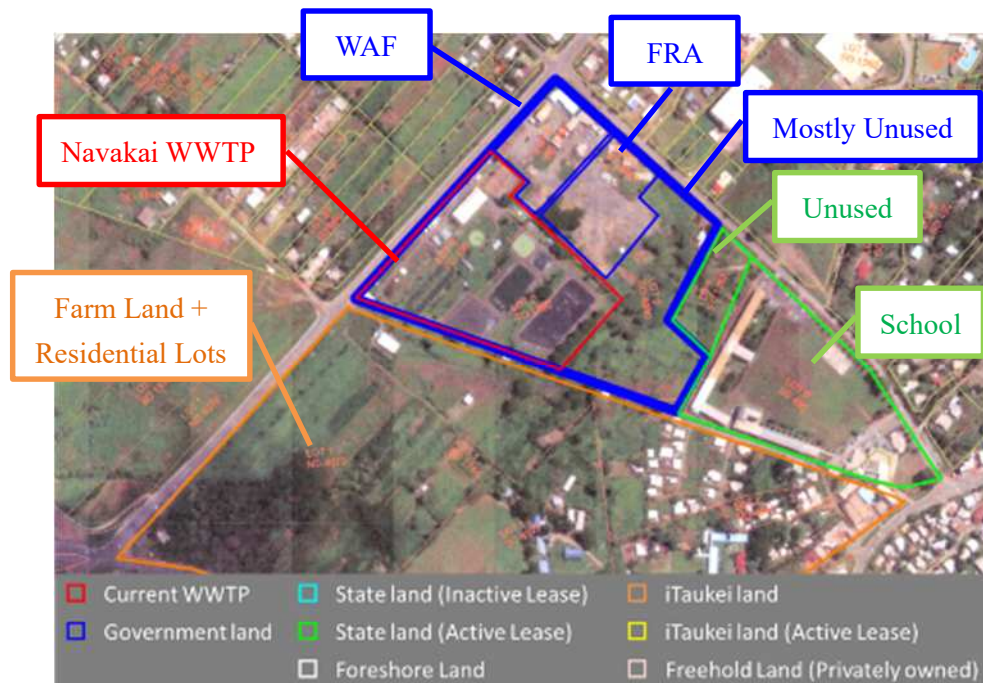 WAF
FRA
Mostly Unused
Navakai WWTP
Unused
Farm Land +
Residential Lots
School
Current WWTP
State land (Inactive Lease)
iTaukei land
Government land
State land (Active Lease)
iTaukei land (Active Lease)
Foreshore Land
Freehold Land (Privately owned)